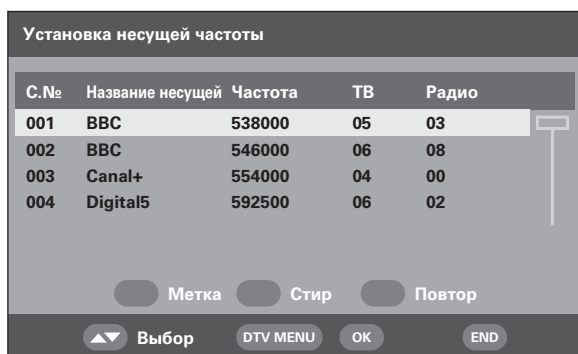 Установка несущей частоты
С.№ Название несущей Частота ТВ Радио
001 BBC 538000 05 03
002 BBC 546000 06 08
003 Canal+ 554000 04 00
004 Digital5 592500 06 02
Метка Стир Повтор
Выбор DTV MENU OK END